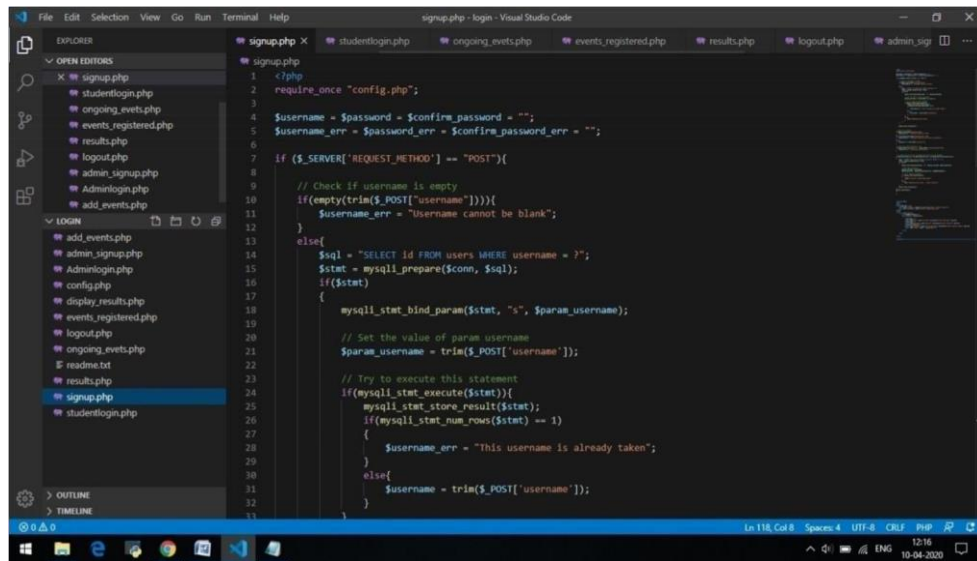 File Edit Selection View Go Run Terminal Help
signup.php - login - Visual Studio Code
EXPLORER
OPEN EDITORS
signup.php
studentlogin.php
ongoing_evets.php
events_registered.php
results.php
logout.php
admin_signup.php
Adminlogin.php
add_events.php
LOGIN
add_events.php
admin_signup.php
Adminlogin.php
config.php
display_results.php
events_registered.php
logout.php
ongoing_evets.php
readme.txt
results.php
signup.php
studentlogin.php
OUTLINE
TIMELINE
signup.php studentlogin.php ongoing_evets.php events_registered.php results.php logout.php admin_sigr
signup.php
1 <?php
2 require_once "config.php";
3
4 $username = $password = $confirm_password = "";
5 $username_err = $password_err = $confirm_password_err = "";
6
7 if ($_SERVER['REQUEST_METHOD'] == "POST"){
8
9 // Check if username is empty
10 if(empty(trim($_POST["username"]))){
11 $username_err = "Username cannot be blank";
12 }
13 else{
14 $sql = "SELECT id FROM users WHERE username = ?";
15 $stmt = mysqli_prepare($conn, $sql);
16 if($stmt)
17 {
18 mysqli_stmt_bind_param($stmt, "s", $param_username);
19
20 // Set the value of param username
21 $param_username = trim($_POST['username']);
22
23 // Try to execute this statement
24 if(mysqli_stmt_execute($stmt)){
25 mysqli_stmt_store_result($stmt);
26 if(mysqli_stmt_num_rows($stmt) == 1)
27 {
28 $username_err = "This username is already taken";
29 }
30 else{
31 $username = trim($_POST['username']);
32 }
33 }
0 0
Ln 118, Col 8 Spaces: 4 UTF-8 CRLF PHP
ENG
12:16
10-04-2020